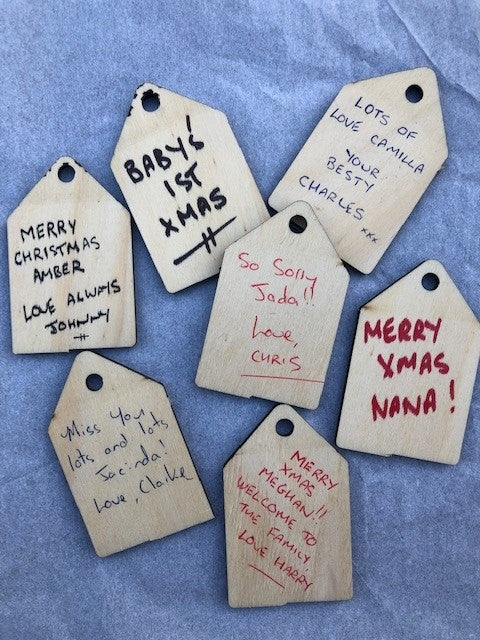 BABYS'
1ST
XMAS
LOTS OF
LOVE CAMILLA
YOUR
BESTY
CHARLES
xxx
MERRY
CHRISTMAS
AMBER
LOVE ALWAYS
JOHNNY
So Sorry
Jada!!
Love,
CHRIS
MERRY
XMAS
NANA!
Miss You
lots and lots
Jacinda!
Love, Clarke
MERRY
XMAS
MEGHAN!!
WELCOME TO
THE FAMILY,
LOVE HARRY